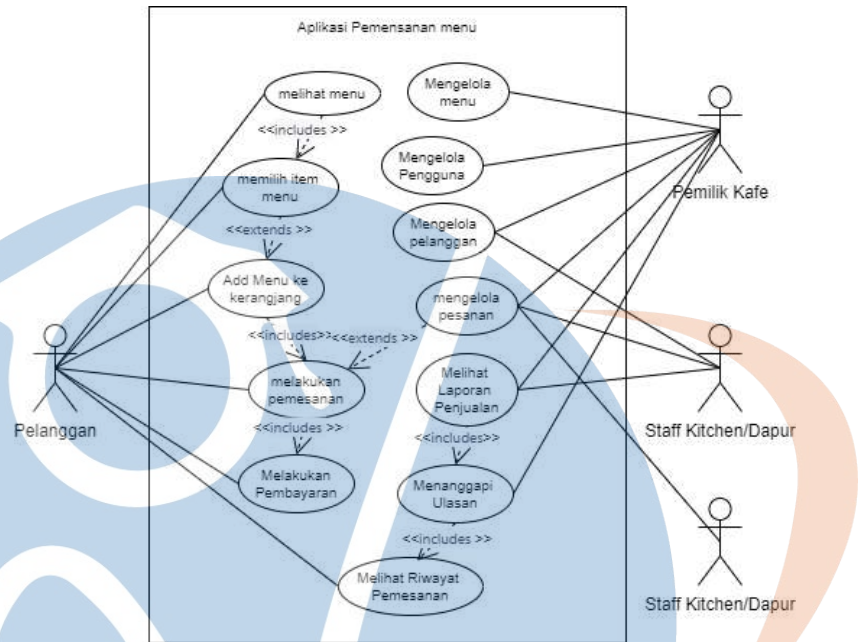 Aplikasi Pemensanan menu
melihat menu
<<includes >>
memilih item
menu
<<extends >>
Add Menu ke
kerangjang
<<includes>>
melakukan
pemesanan
<<includes >>
Melakukan
Pembayaran
Mengelola
menu
Mengelola
Pengguna
Mengelola
pelanggan
mengelola
pesanan
<<extends >>
Melihat
Laporan
Penjualan
<<includes>>
Menanggapi
Ulasan
<<includes >>
Melihat Riwayat
Pemesanan
Pelanggan
Pemilik Kafe
Staff Kitchen/Dapur
Staff Kitchen/Dapur